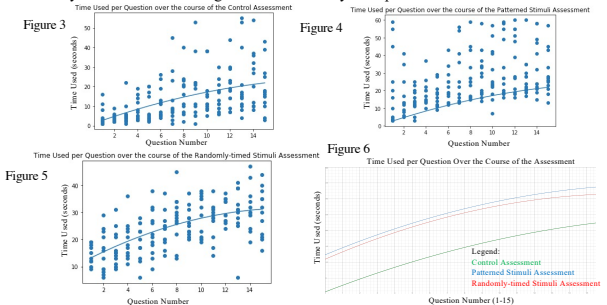 Figure 3
Time Used per Question over the course of the Control Assessment
Time Used (seconds)
50
40
30
20
10
0
2
4
6
8
10
12
14
Question Number
Figure 4
Time Used per Question over the course of the Patterned Stimuli Assessment
Time Used (seconds)
60
50
40
30
20
10
0
2
4
6
8
10
12
14
Question Number
Figure 5
Time Used per Question over the course of the Randomly-timed Stimuli Assessment
Time Used (seconds)
40
30
20
10
2
4
6
8
10
12
14
Question Number
Figure 6
Time Used per Question Over the Course of the Assessment
Time Used (seconds)
Legend:
Control Assessment
Patterned Stimuli Assessment
Randomly-timed Stimuli Assessment
Question Number (1-15)